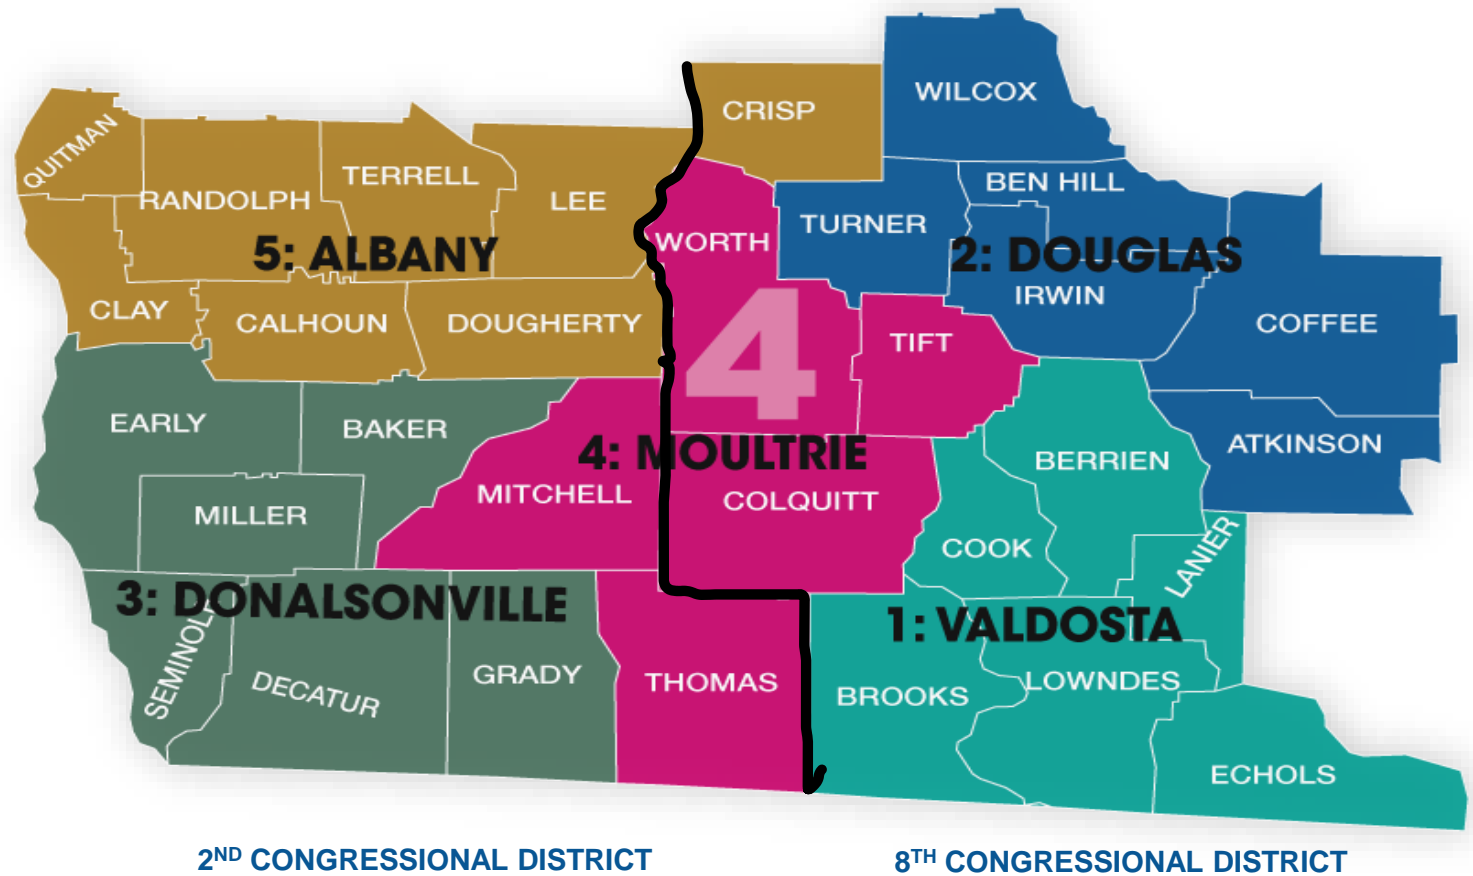 WILCOX
CRISP
QUITMAN
TERRELL
BEN HILL
RANDOLPH
LEE
TURNER
WORTH
5: ALBANY
2: DOUGLAS
IRWIN
CLAY
CALHOUN
DOUGHERTY
COFFEE
4
TIFT
EARLY
BAKER
ATKINSON
4: MOULTRIE
BERRIEN
MITCHELL
COLQUITT
MILLER
COOK
LANIER
3: DONALSONVILLE
1: VALDOSTA
SEMINOLE
GRADY
THOMAS
LOWNDES
DECATUR
BROOKS
ECHOLS
2ND CONGRESSIONAL DISTRICT
8TH CONGRESSIONAL DISTRICT